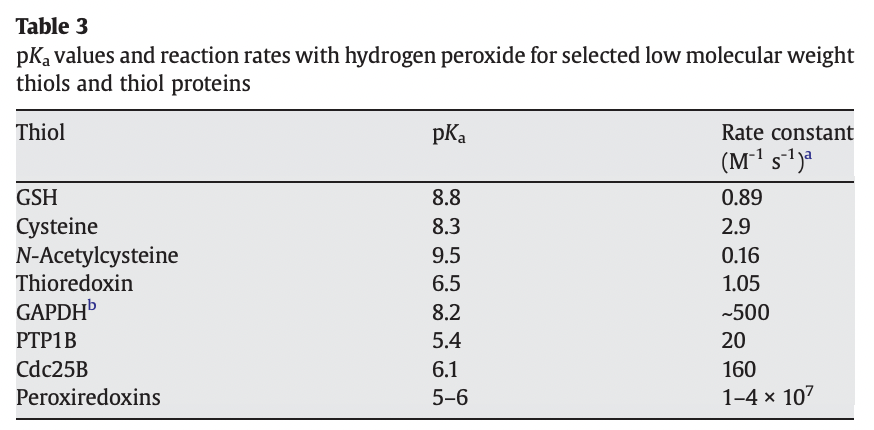 Table 3
pKa values and reaction rates with hydrogen peroxide for selected low molecular weight
thiols and thiol proteins
Thiol pKa Rate constant
(M⁻¹ s⁻¹)ᵃ
GSH 8.8 0.89
Cysteine 8.3 2.9
N-Acetylcysteine 9.5 0.16
Thioredoxin 6.5 1.05
GAPDHᵇ 8.2 ~500
PTP1B 5.4 20
Cdc25B 6.1 160
Peroxiredoxins 5–6 1–4 × 10⁷